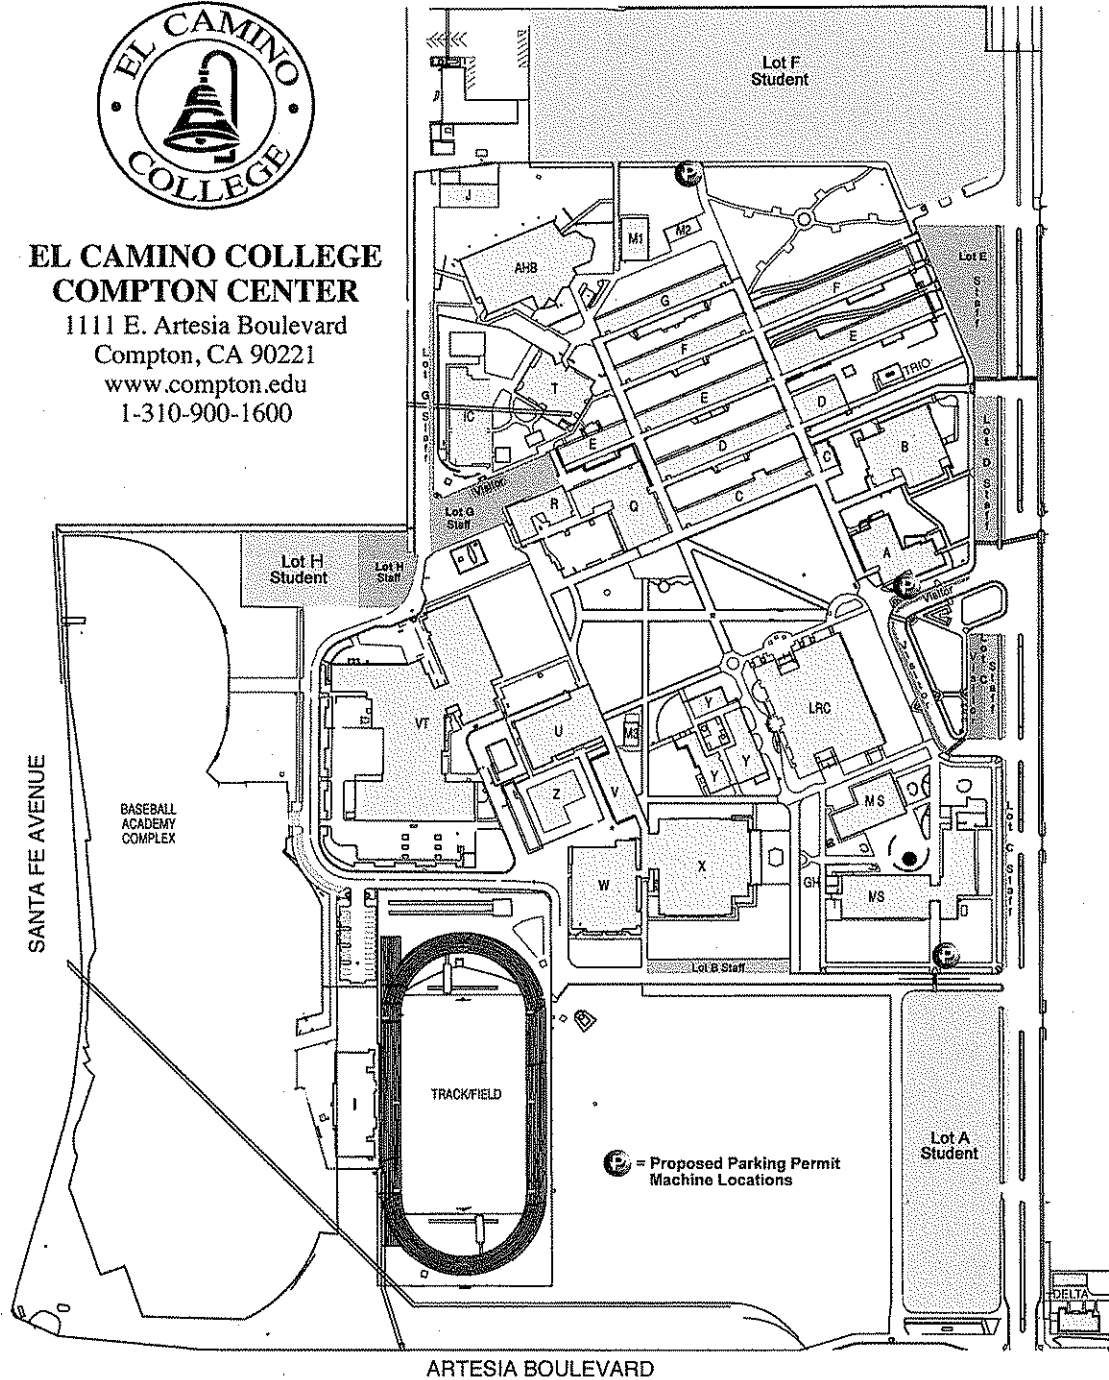 EL CAMINO
COLLEGE
EL CAMINO COLLEGE
COMPTON CENTER
1111 E. Artesia Boulevard
Compton, CA 90221
www.compton.edu
1-310-900-1600
Lot F
Student
P
J
M1
M2
AHB
Lot E
Staff
G
F
F
E
TRIO
T
E
D
IC
Lot G Staff
E
D
C
B
Visitor
R
Q
C
Lot G
Staff
Lot D Staff
A
Lot H
Student
Lot H
Staff
P
Visitor
Visitor
Lot C
Staff
Visitor
VT
U
M3
Y
Y
Y
LRC
Z
V
MS
BASEBALL
ACADEMY
COMPLEX
W
X
GH
MS
Lot C Staff
SANTA FE AVENUE
P
Lot B Staff
TRACK/FIELD
I
Lot A
Student
P = Proposed Parking Permit
Machine Locations
DELTA
ARTESIA BOULEVARD